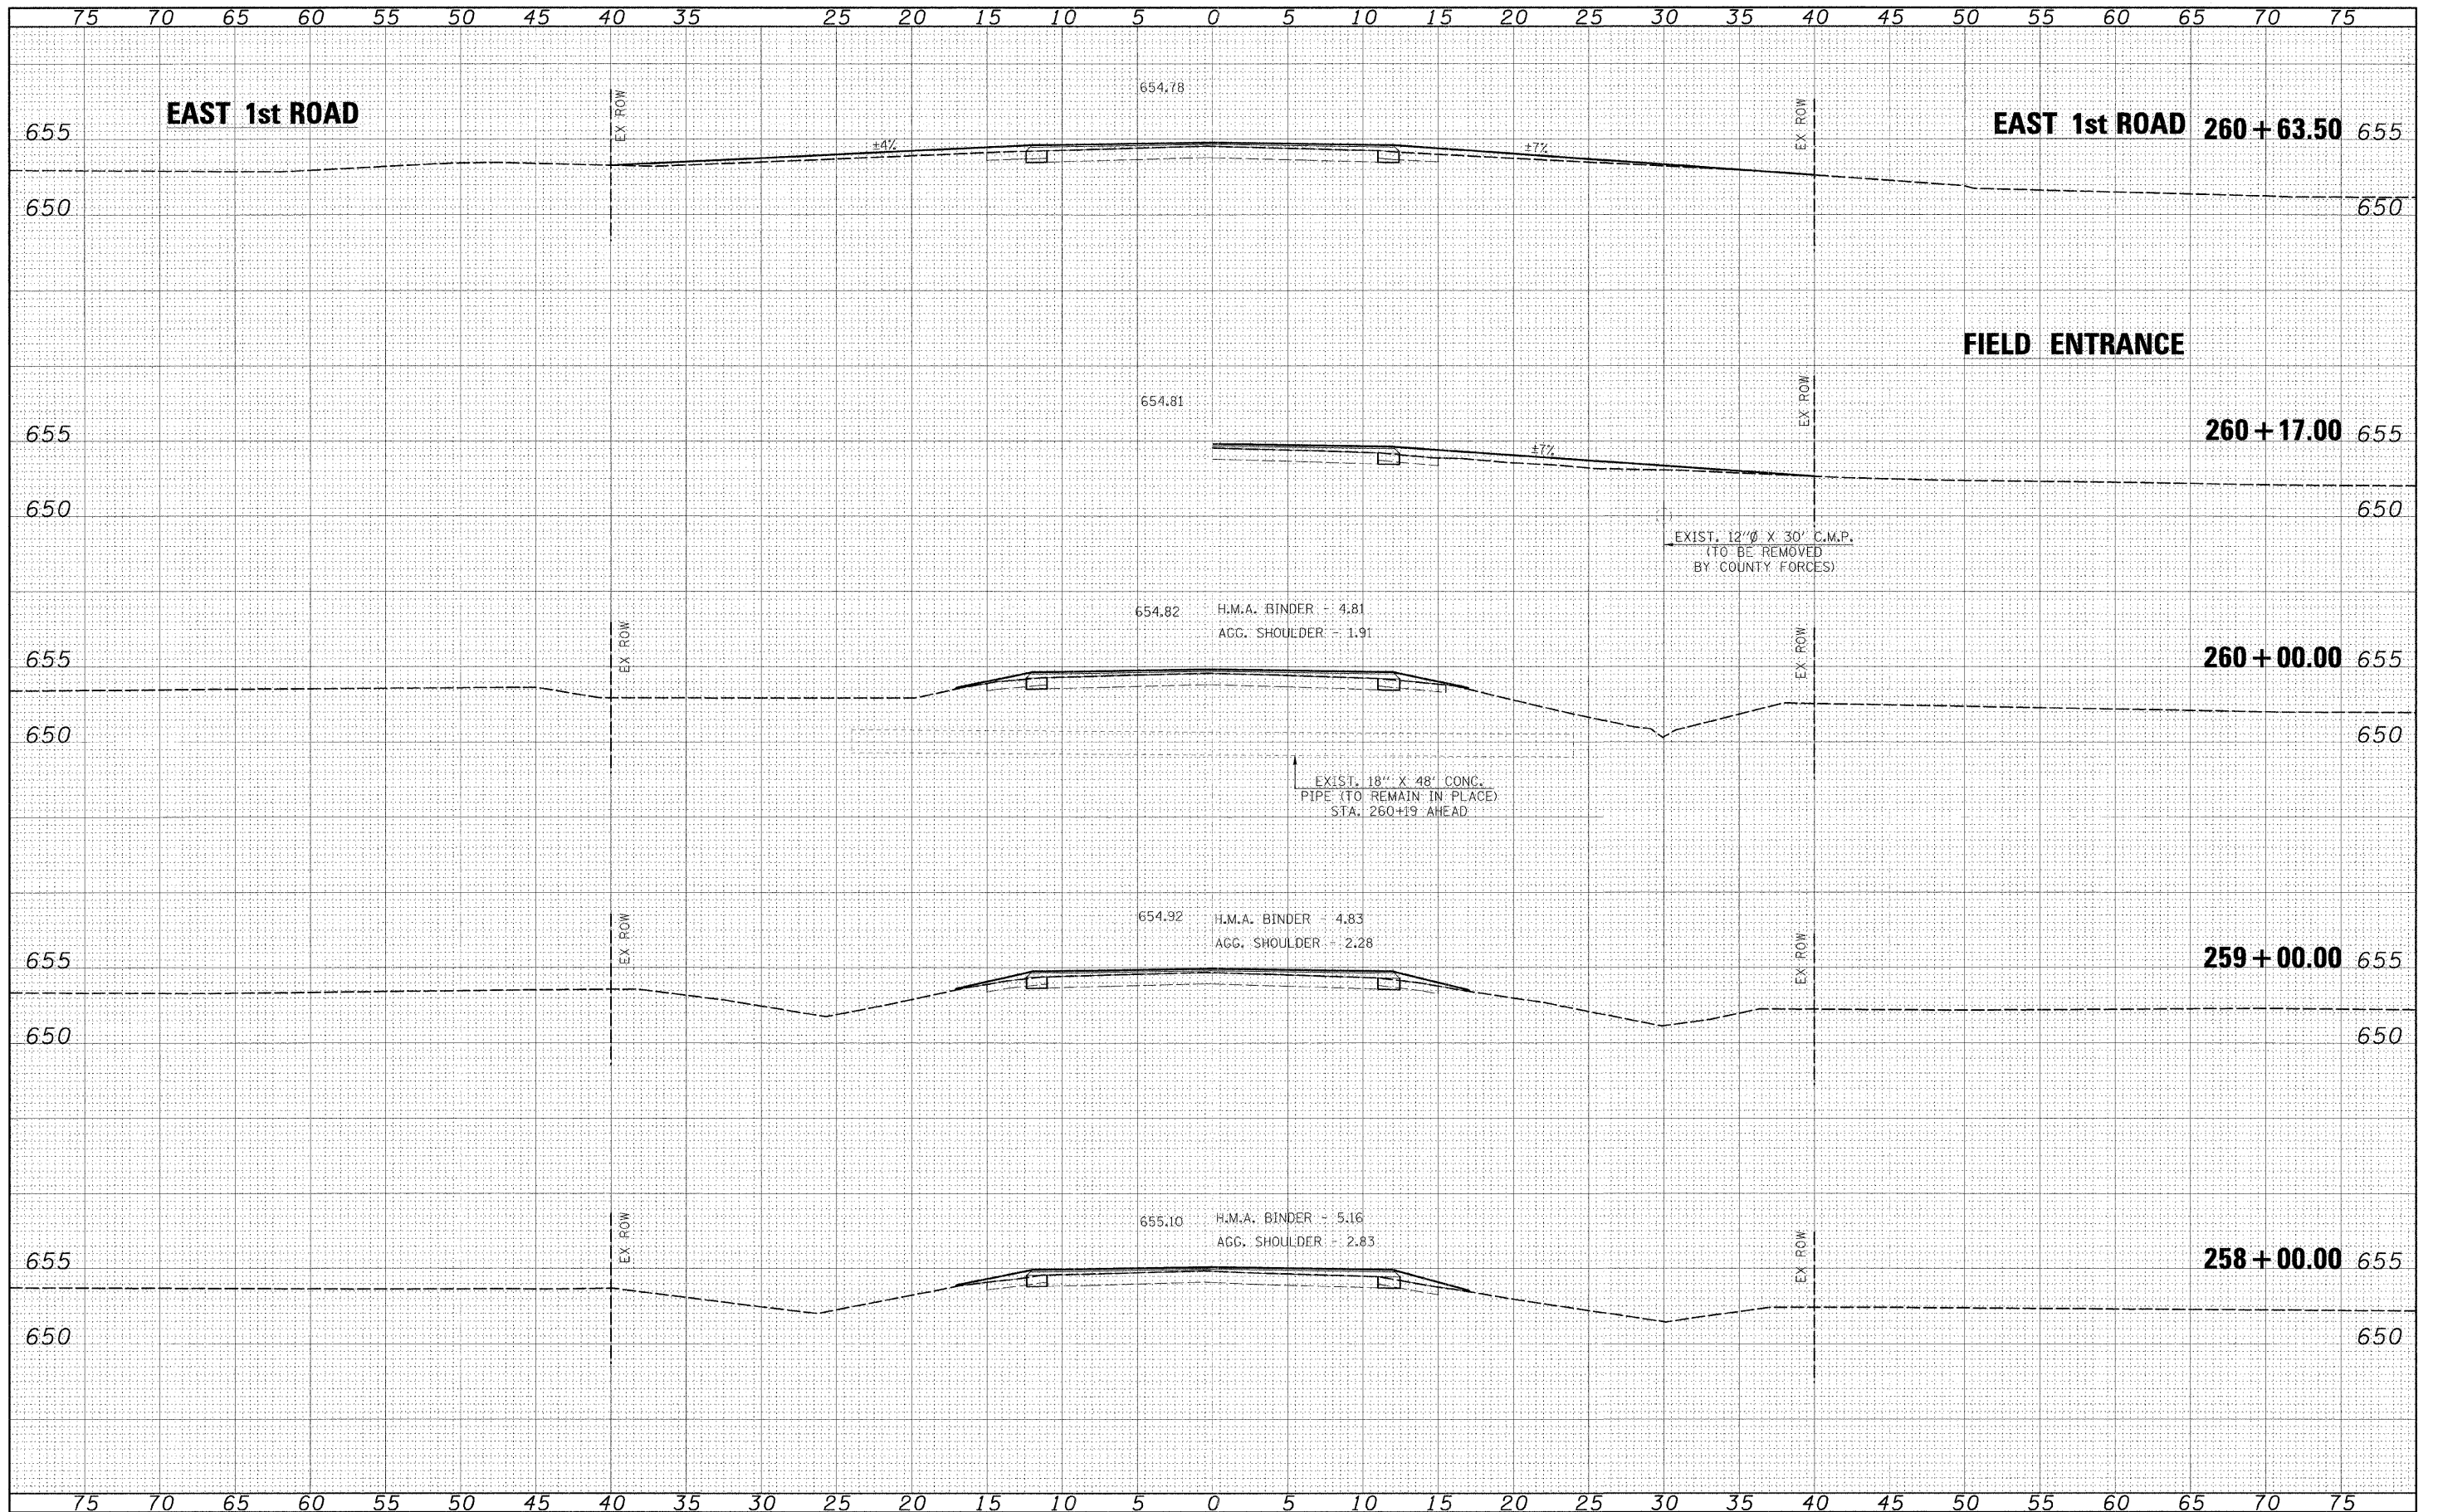 75 70 65 60 55 50 45 40 35 25 20 15 10 5 0 5 10 15 20 25 30 35 40 45 50 55 60 65 70 75
654.78
EX ROW
EX ROW
EAST 1st ROAD
EAST 1st ROAD 260+63.50 655
655
±4%
±7%
650
650
FIELD ENTRANCE
654.81
EX ROW
655
260+17.00 655
±7%
650
650
EXIST. 12"Ø X 30' C.M.P.
(TO BE REMOVED
BY COUNTY FORCES)
654.82 H.M.A. BINDER - 4.81
AGG. SHOULDER - 1.91
EX ROW
EX ROW
655
260+00.00 655
650
650
EXIST. 18" X 48' CONC.
PIPE (TO REMAIN IN PLACE)
STA. 260+19 AHEAD
654.92 H.M.A. BINDER - 4.83
AGG. SHOULDER - 2.28
EX ROW
EX ROW
655
259+00.00 655
650
650
655.10 H.M.A. BINDER - 5.16
AGG. SHOULDER - 2.83
EX ROW
EX ROW
655
258+00.00 655
650
650
75 70 65 60 55 50 45 40 35 25 20 15 10 5 0 5 10 15 20 25 30 35 40 45 50 55 60 65 70 75